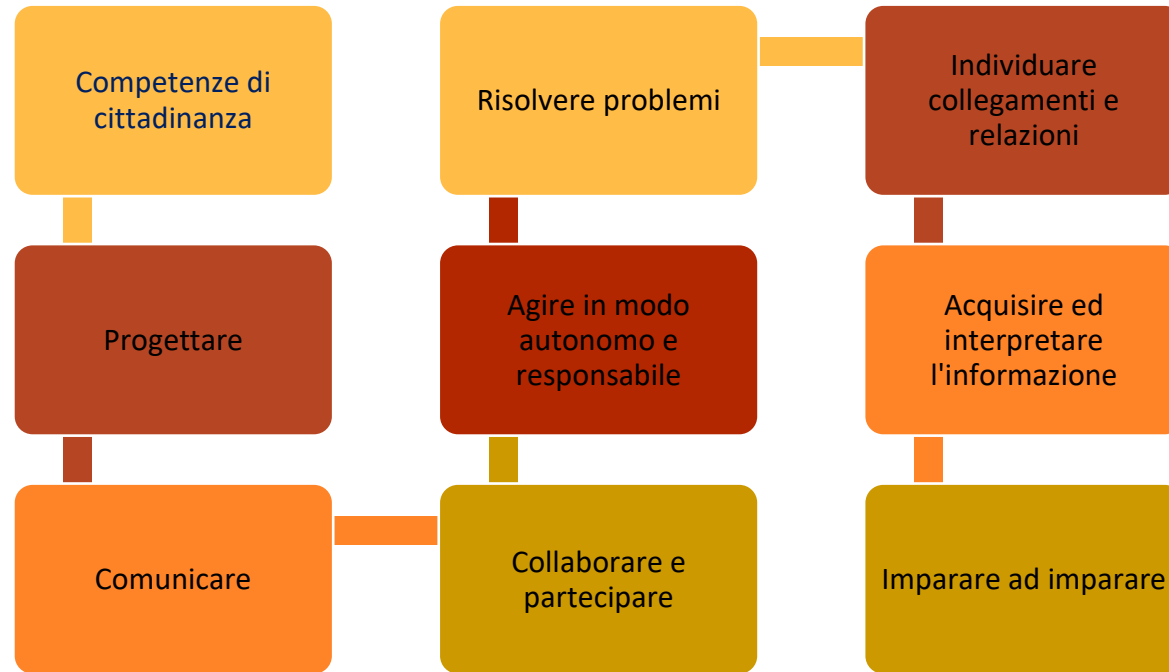 Competenze di
cittadinanza
Progettare
Comunicare
Collaborare e
partecipare
Agire in modo
autonomo e
responsabile
Risolvere problemi
Individuare
collegamenti e
relazioni
Acquisire ed
interpretare
l'informazione
Imparare ad imparare